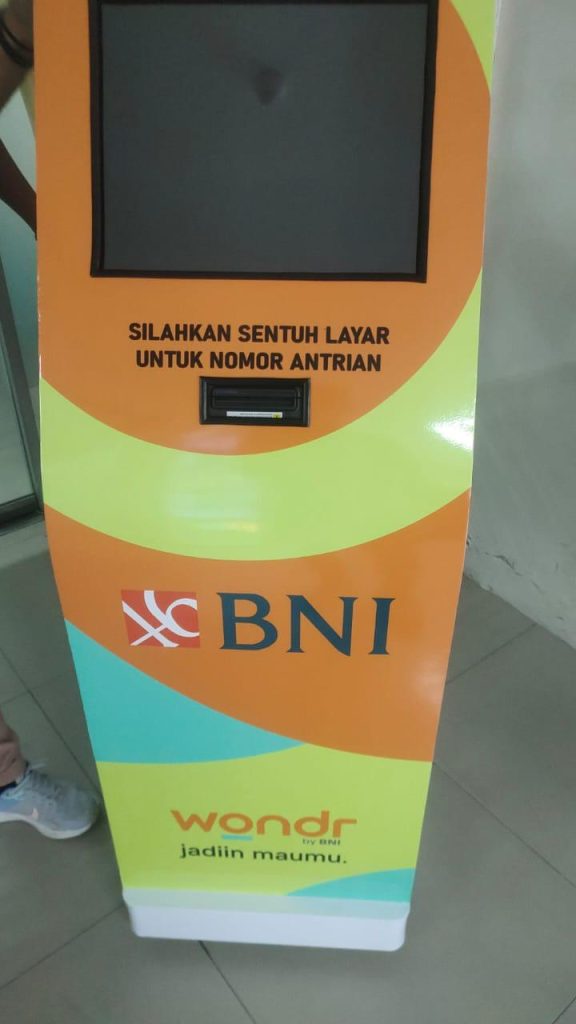 SILAHKAN SENTUH LAYAR
UNTUK NOMOR ANTRIAN
BNI
wondr
by BNI
jadiin maumu.